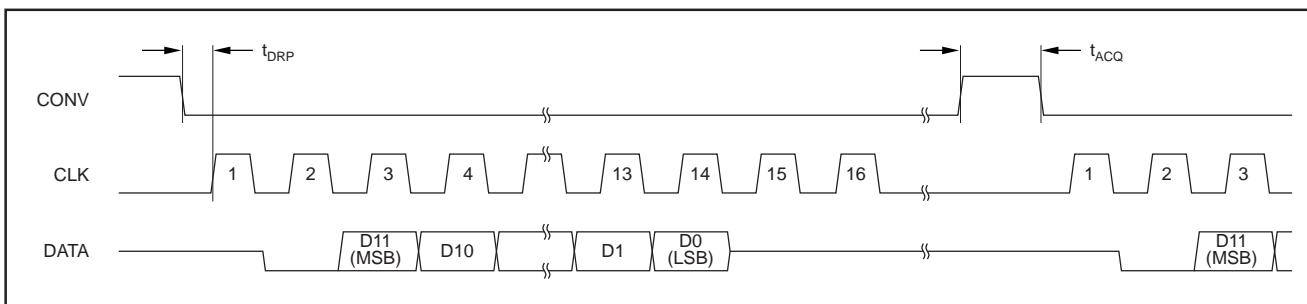 tDRP
tACQ
CONV
CLK
1 2 3 4 13 14 15 16 1 2 3
DATA
D11
(MSB)
D10
D1
D0
(LSB)
D11
(MSB)